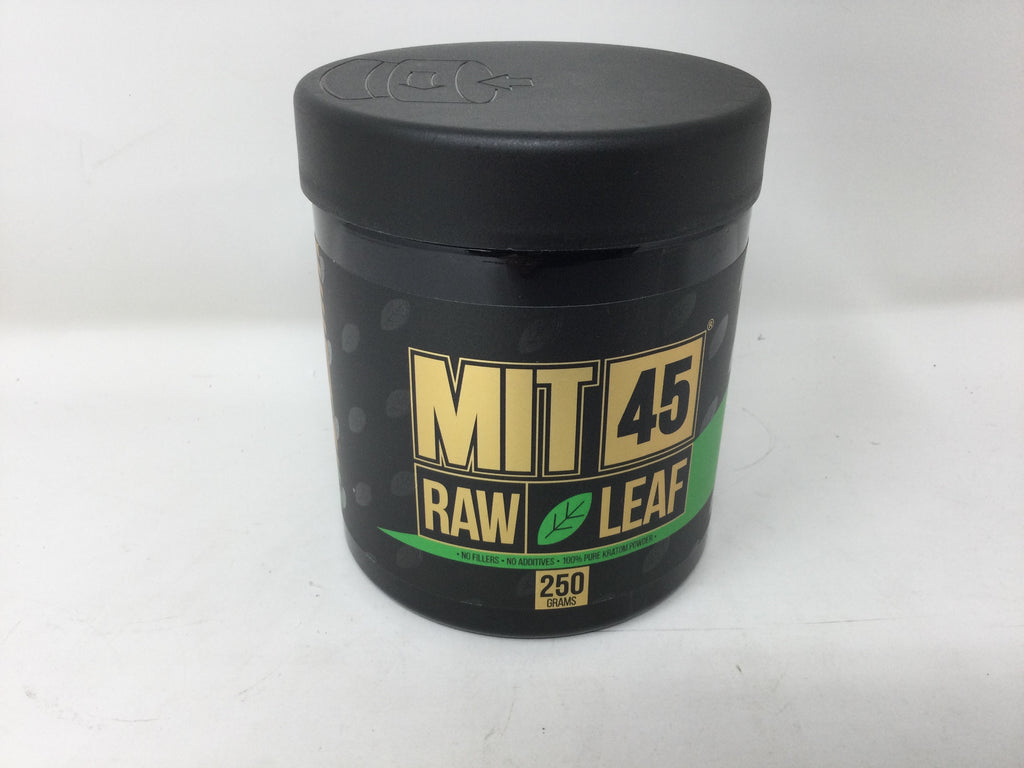 MIT 45®
RAW LEAF
• NO FILLERS • NO ADDITIVES • 100% PURE KRATOM POWDER •
250
GRAMS